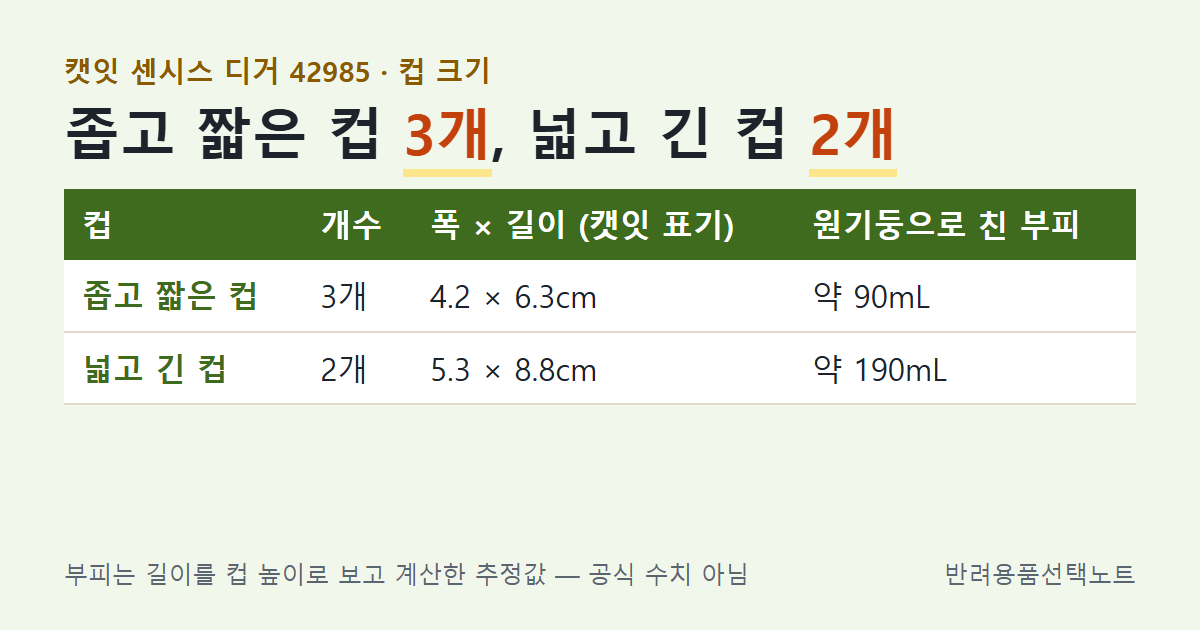 캣잇 센시스 디거 42985 · 컵 크기
좁고 짧은 컵 3개, 넓고 긴 컵 2개
컵 개수 폭 × 길이 (캣잇 표기) 원기둥으로 친 부피
좁고 짧은 컵 3개 4.2 × 6.3cm 약 90mL
넓고 긴 컵 2개 5.3 × 8.8cm 약 190mL
부피는 길이를 컵 높이로 보고 계산한 추정값 — 공식 수치 아님 반려용품선택노트